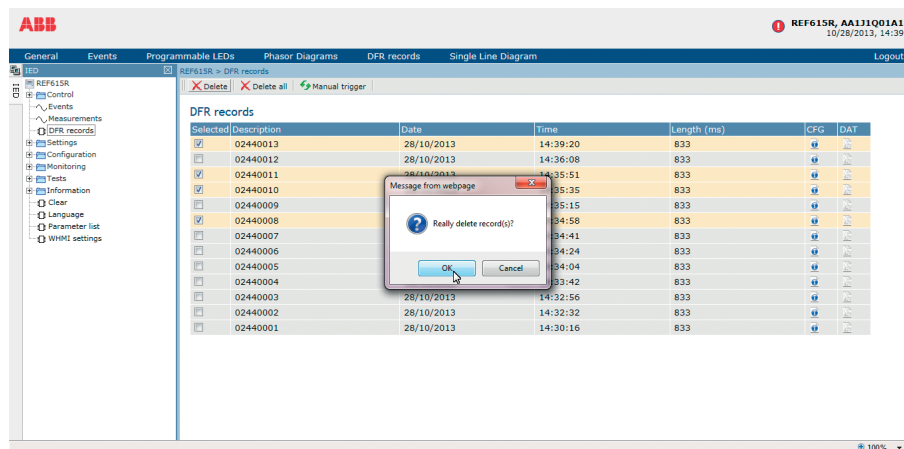 ABB
REF615R, AA1J1Q01A1
10/28/2013, 14:39
General Events Programmable LEDs Phasor Diagrams DFR records Single Line Diagram Logout
IED
REF615R > DFR records
IED
REF615R
Control
Events
Measurements
DFR records
Settings
Configuration
Monitoring
Tests
Information
Clear
Language
Parameter list
WHMI settings
Delete Delete all Manual trigger
DFR records
Selected Description Date Time Length (ms) CFG DAT
02440013 28/10/2013 14:39:20 833
02440012 28/10/2013 14:36:08 833
02440011 28/10/2013 14:35:51 833
02440010 :35:35 833
02440009 :35:15 833
02440008 :34:58 833
02440007 :34:41 833
02440006 :34:24 833
02440005 :34:04 833
02440004 :33:42 833
02440003 28/10/2013 14:32:56 833
02440002 28/10/2013 14:32:32 833
02440001 28/10/2013 14:30:16 833
Message from webpage
Really delete record(s)?
OK Cancel
100%